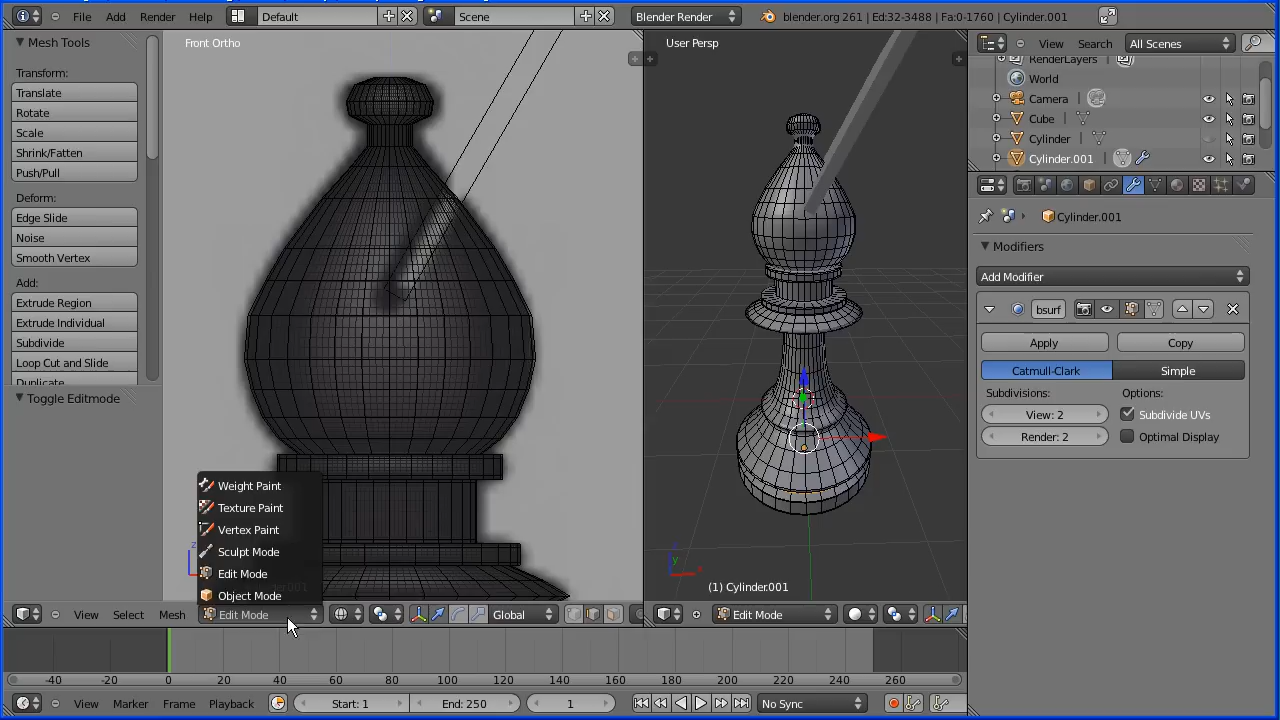 File Add Render Help Default Scene Blender Render blender.org 261 | Ed:32-3488 | Fa:0-1760 | Cylinder.001
Mesh Tools
Transform:
Translate
Rotate
Scale
Shrink/Fatten
Push/Pull
Deform:
Edge Slide
Noise
Smooth Vertex
Add:
Extrude Region
Extrude Individual
Subdivide
Loop Cut and Slide
Duplicate
Toggle Editmode
Front Ortho
Weight Paint
Texture Paint
Vertex Paint
Sculpt Mode
Edit Mode
Object Mode
z
View Select Mesh Edit Mode Global
User Persp
x
(1) Cylinder.001
View Search All Scenes
RenderLayers
World
Camera
Cube
Cylinder
Cylinder.001
Cylinder.001
Modifiers
Add Modifier
bsurf
Apply Copy
Catmull-Clark Simple
Subdivisions: Options:
View: 2 Subdivide UVs
Render: 2 Optimal Display
Edit Mode
-40 -20 0 20 40 60 80 100 120 140 160 180 200 220 240 260
View Marker Frame Playback Start: 1 End: 250 1 No Sync